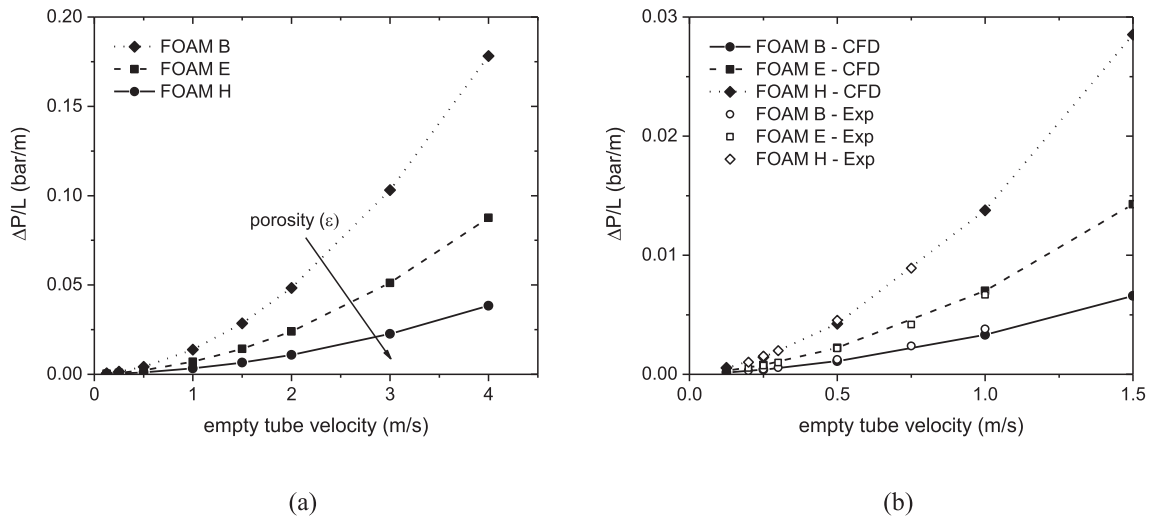 0.20
0.15
0.10
0.05
0.00
ΔP/L (bar/m)
FOAM B
FOAM E
FOAM H
porosity (ε)
0 1 2 3 4
empty tube velocity (m/s)
(a)
0.03
0.02
0.01
0.00
ΔP/L (bar/m)
FOAM B - CFD
FOAM E - CFD
FOAM H - CFD
FOAM B - Exp
FOAM E - Exp
FOAM H - Exp
0.0 0.5 1.0 1.5
empty tube velocity (m/s)
(b)